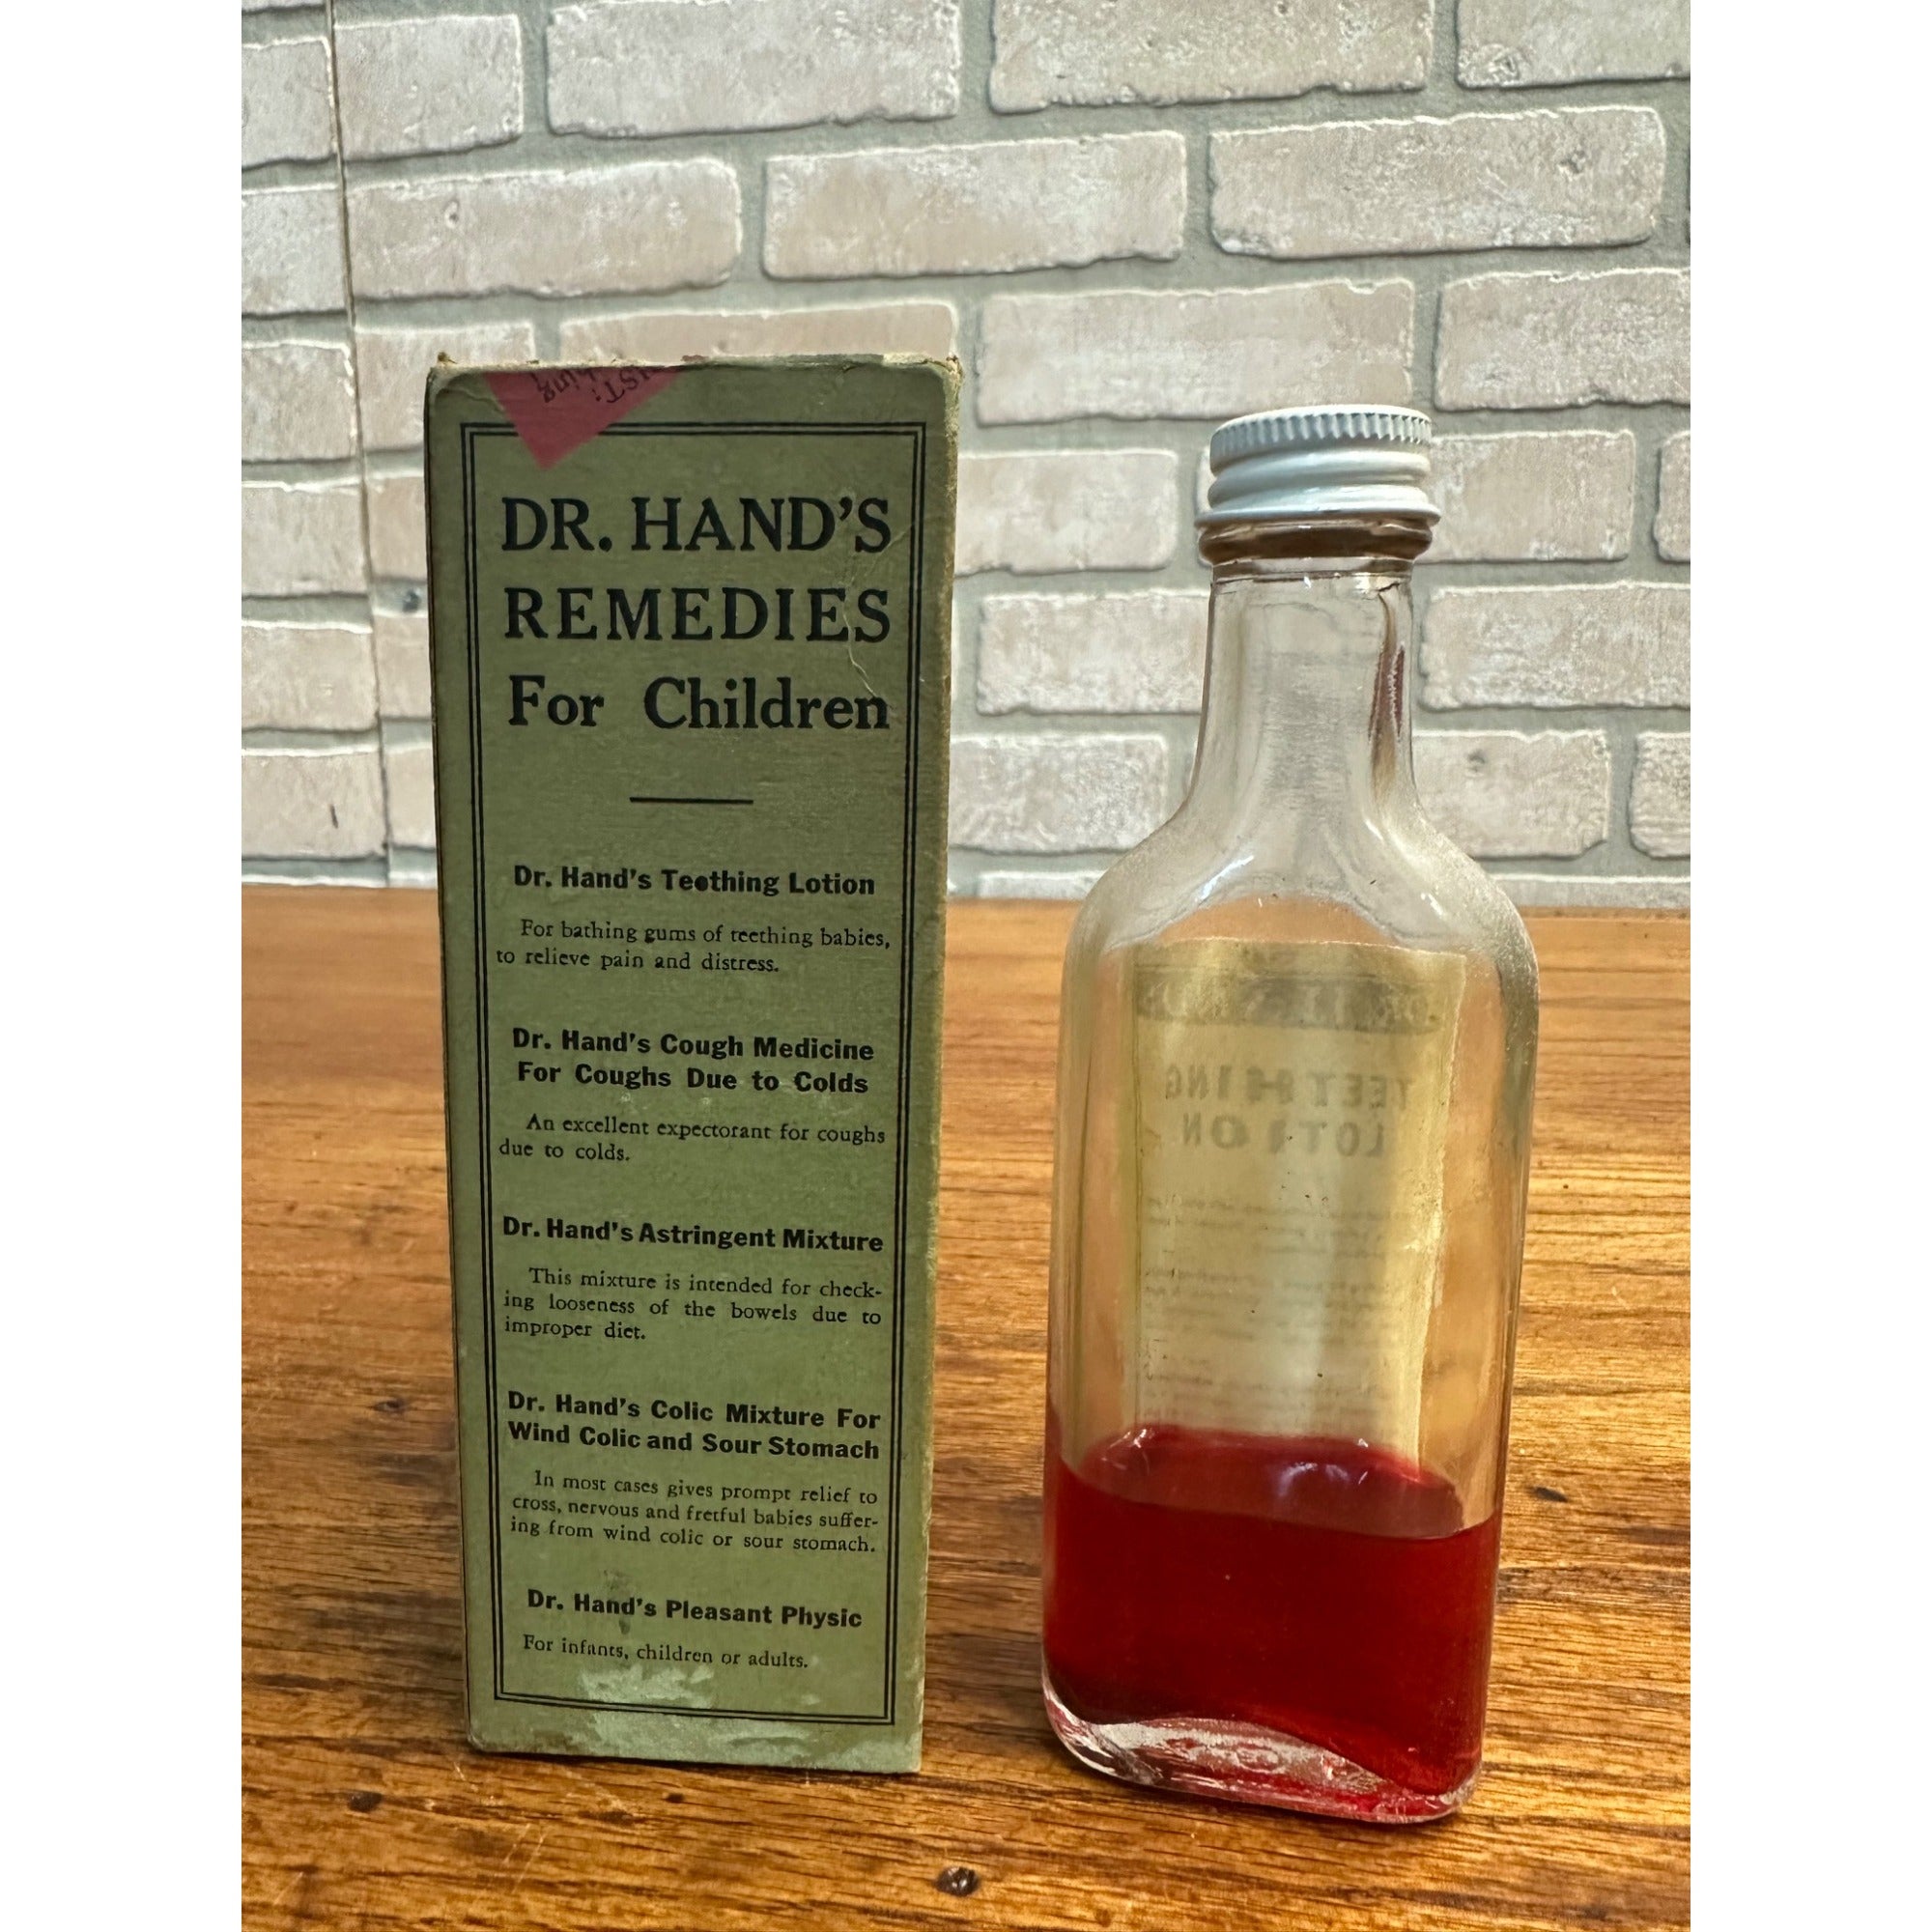 IST:
hing
DR. HAND'S
REMEDIES
For Children
Dr. Hand's Teething Lotion
For bathing gums of teething babies,
to relieve pain and distress.
Dr. Hand's Cough Medicine
For Coughs Due to Colds
An excellent expectorant for coughs
due to colds.
Dr. Hand's Astringent Mixture
This mixture is intended for check-
ing looseness of the bowels due to
improper diet.
Dr. Hand's Colic Mixture For
Wind Colic and Sour Stomach
In most cases gives prompt relief to
cross, nervous and fretful babies suffer-
ing from wind colic or sour stomach.
Dr. Hand's Pleasant Physic
For infants, children or adults.
TEETHING
LOTION